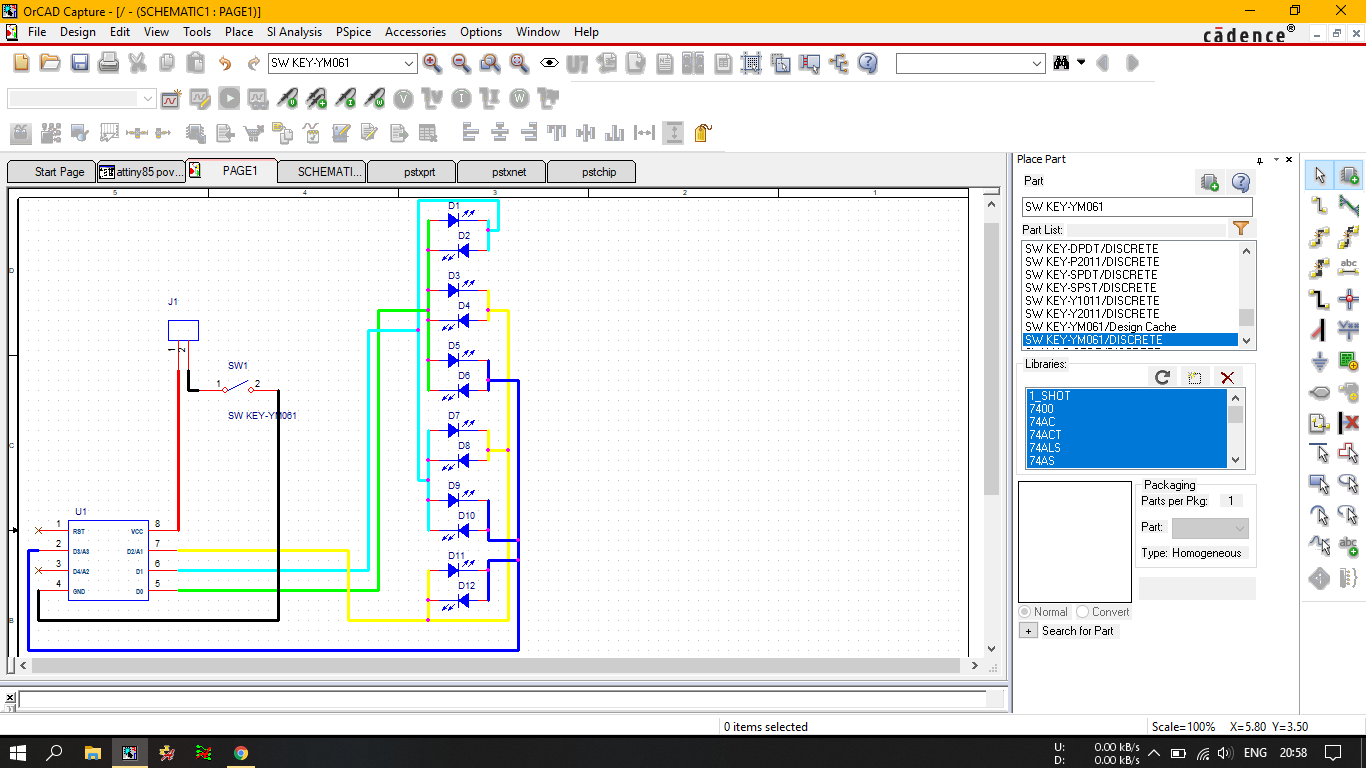 OrCAD Capture - [/ - (SCHEMATIC1 : PAGE1)]
File Design Edit View Tools Place SI Analysis PSpice Accessories Options Window Help
cādence®
SW KEY-YM061
Start Page
attiny85 pov...
PAGE1
SCHEMATI...
pstxprt
pstxnet
pstchip
5 4 3 2 1
D
C
B
J1
1 2
SW1
1 2
SW KEY-YM061
U1
1 RST VCC 8
2 D3/A3 D2/A1 7
3 D4/A2 D1 6
4 GND D0 5
D1
D2
D3
D4
D5
D6
D7
D8
D9
D10
D11
D12
Place Part
Part
SW KEY-YM061
Part List:
SW KEY-DPDT/DISCRETE
SW KEY-P2011/DISCRETE
SW KEY-SPDT/DISCRETE
SW KEY-SPST/DISCRETE
SW KEY-Y1011/DISCRETE
SW KEY-Y2011/DISCRETE
SW KEY-YM061/Design Cache
SW KEY-YM061/DISCRETE
Libraries:
1_SHOT
7400
74AC
74ACT
74ALS
74AS
Packaging
Parts per Pkg: 1
Part:
Type: Homogeneous
Normal Convert
+ Search for Part
abc
abc
0 items selected
Scale=100% X=5.80 Y=3.50
U: 0.00 kB/s
D: 0.00 kB/s
ENG 20:58